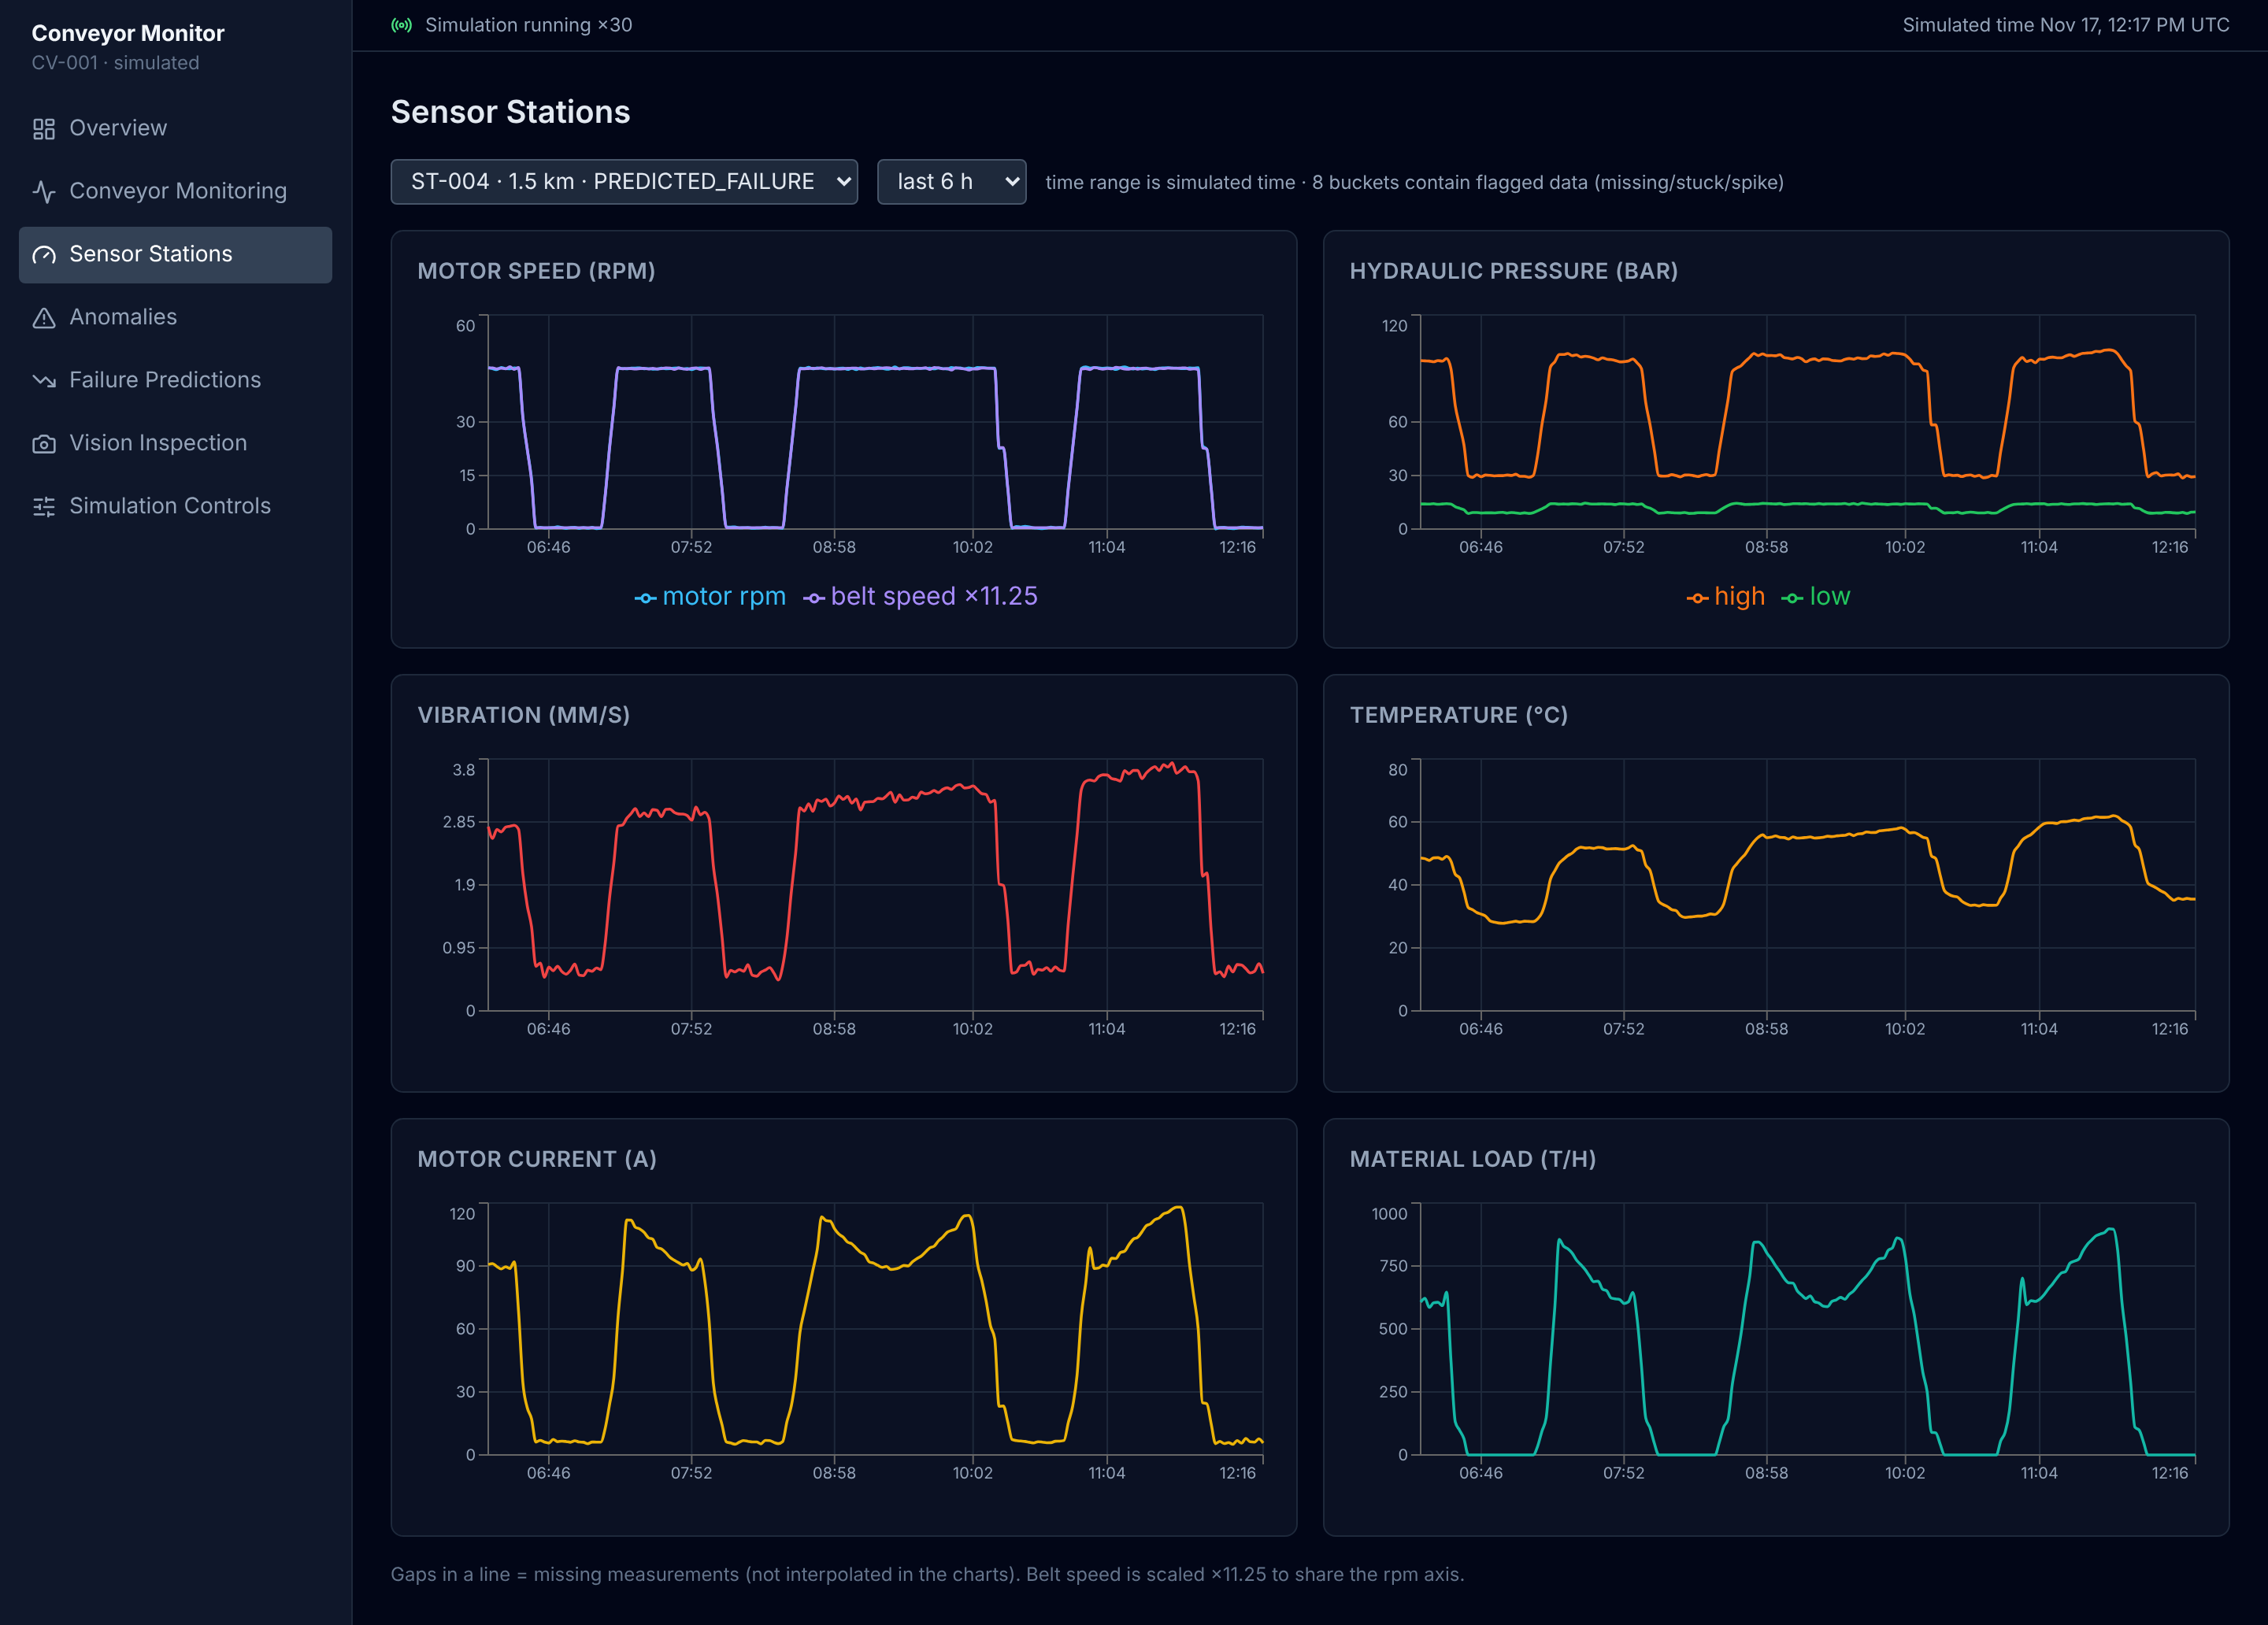 Conveyor Monitor
CV-001 · simulated
Overview
Conveyor Monitoring
Sensor Stations
Anomalies
Failure Predictions
Vision Inspection
Simulation Controls
Simulation running ×30
Simulated time Nov 17, 12:17 PM UTC
Sensor Stations
ST-004 · 1.5 km · PREDICTED_FAILURE
last 6 h
time range is simulated time · 8 buckets contain flagged data (missing/stuck/spike)
MOTOR SPEED (RPM)
60
30
15
0
06:46 07:52 08:58 10:02 11:04 12:16
motor rpm belt speed ×11.25
HYDRAULIC PRESSURE (BAR)
120
60
30
0
06:46 07:52 08:58 10:02 11:04 12:16
high low
VIBRATION (MM/S)
3.8
2.85
1.9
0.95
0
06:46 07:52 08:58 10:02 11:04 12:16
TEMPERATURE (°C)
80
60
40
20
0
06:46 07:52 08:58 10:02 11:04 12:16
MOTOR CURRENT (A)
120
90
60
30
0
06:46 07:52 08:58 10:02 11:04 12:16
MATERIAL LOAD (T/H)
1000
750
500
250
0
06:46 07:52 08:58 10:02 11:04 12:16
Gaps in a line = missing measurements (not interpolated in the charts). Belt speed is scaled ×11.25 to share the rpm axis.